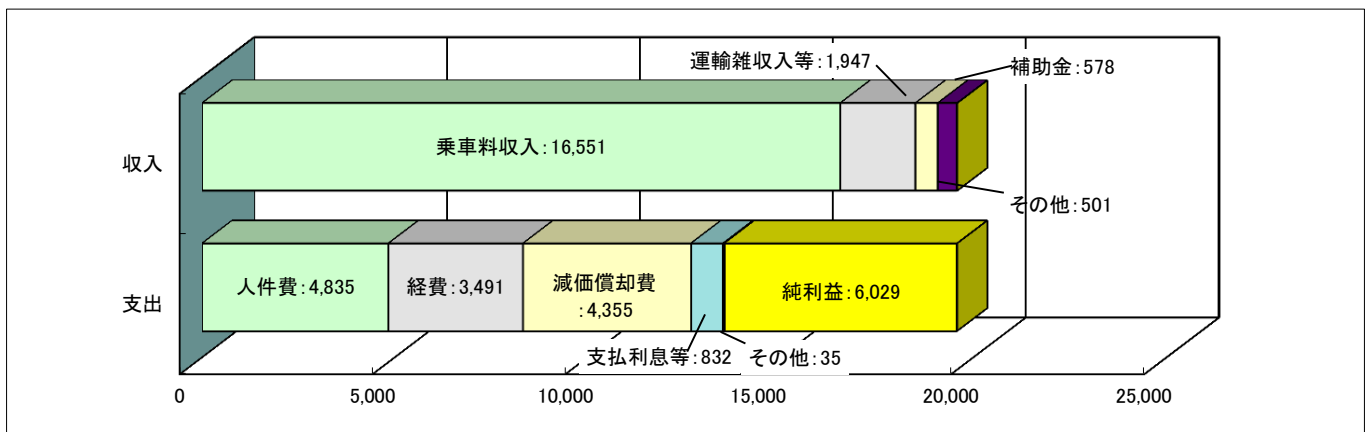 運輸雑収入等:1,947
補助金:578
乗車料収入:16,551
収入
その他:501
人件費:4,835
経費:3,491
減価償却費
:4,355
純利益:6,029
支出
支払利息等:832
その他:35
0
5,000
10,000
15,000
20,000
25,000